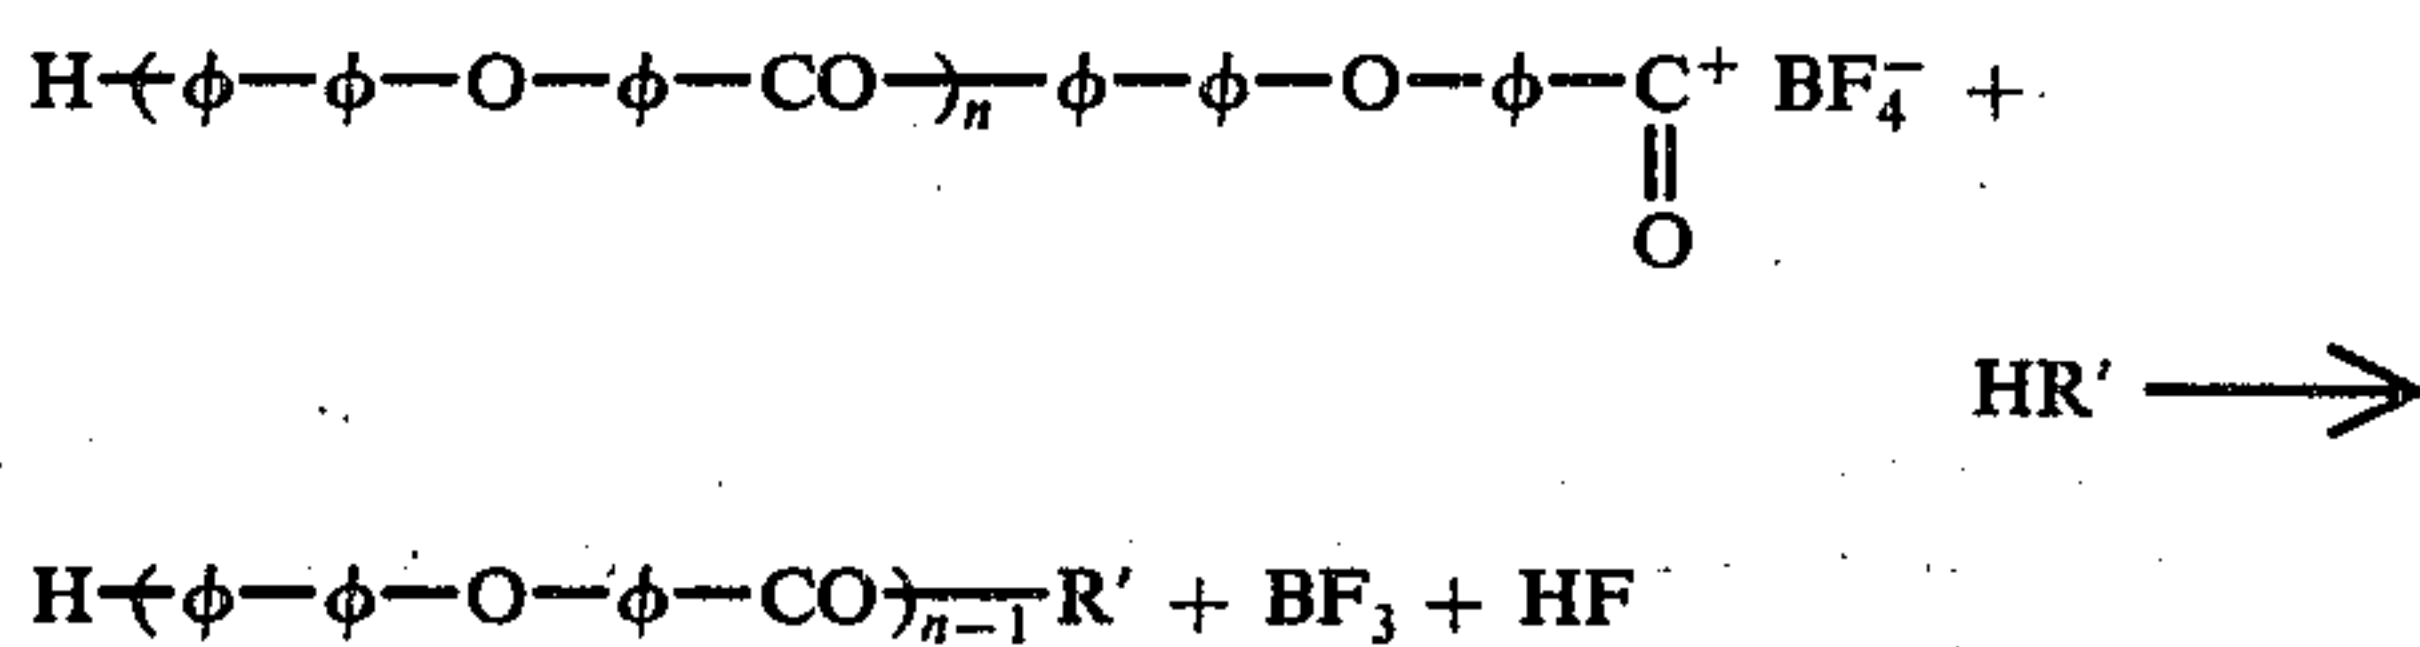 H-(-ϕ-ϕ-O-ϕ-CO-)n-ϕ-ϕ-O-ϕ-C⁺ BF₄⁻ +
||
O
HR′ →
H-(-ϕ-ϕ-O-ϕ-CO-)n-1-R′ + BF₃ + HF